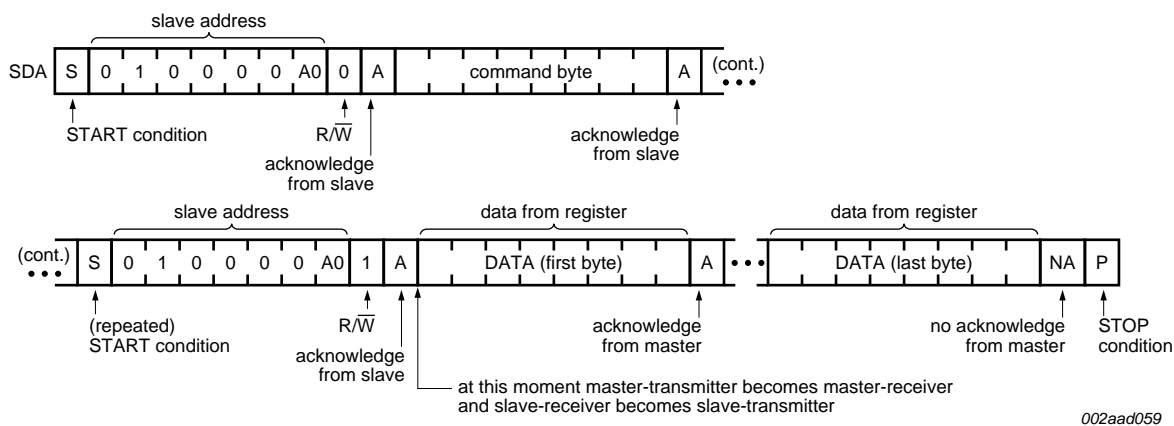 slave address
SDA S 0 1 0 0 0 0 A0 0 A command byte A (cont.)
START condition
R/W̅
acknowledge
from slave
acknowledge
from slave
slave address
data from register
data from register
(cont.) S 0 1 0 0 0 0 A0 1 A DATA (first byte) A DATA (last byte) NA P
(repeated)
START condition
R/W̅
acknowledge
from slave
acknowledge
from master
no acknowledge
from master
STOP
condition
at this moment master-transmitter becomes master-receiver
and slave-receiver becomes slave-transmitter
002aad059